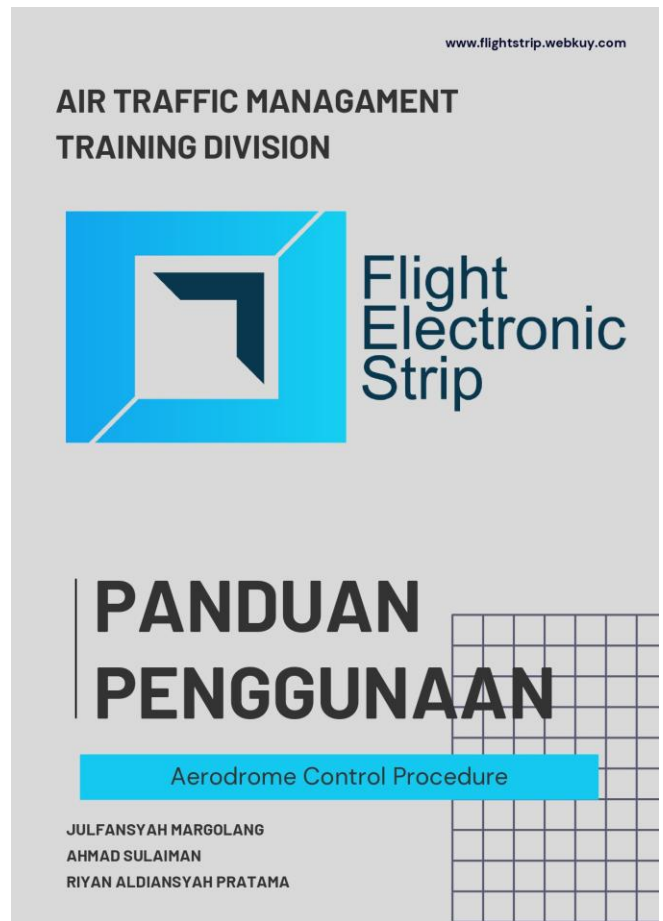 www.flightstrip.webkuy.com
AIR TRAFFIC MANAGAMENT
TRAINING DIVISION
Flight
Electronic
Strip
PANDUAN
PENGGUNAAN
Aerodrome Control Procedure
JULFANSYAH MARGOLANG
AHMAD SULAIMAN
RIYAN ALDIANSYAH PRATAMA